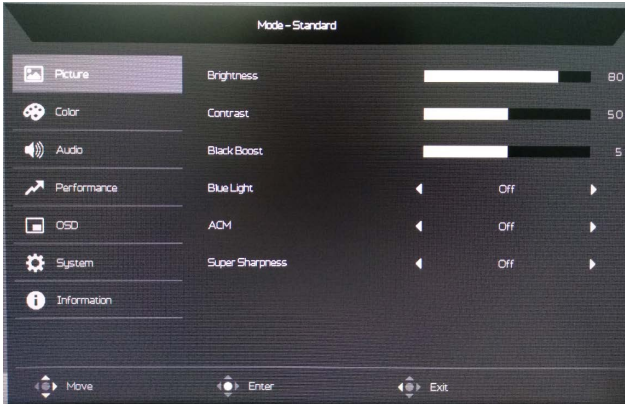 Mode - Standard
Picture
Brightness 80
Color
Contrast 50
Audio
Black Boost 5
Performance
Blue Light Off
OSD
ACM Off
System
Super Sharpness Off
Information
Move Enter Exit